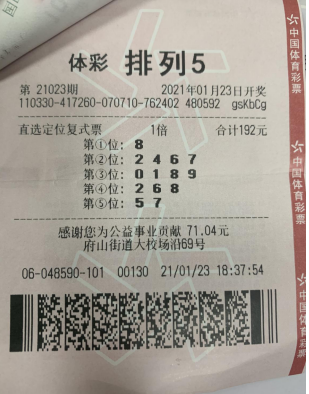 体彩 排列5
第 21023期 2021年01月23日开奖
110330-417260-070710-762402 480592 gsKbCg
直选定位复式票 1倍 合计192元
第①位: 8
第②位: 2 4 6 7
第③位: 0 1 8 9
第④位: 2 6 8
第⑤位: 5 7
感谢您为公益事业贡献 71.04元
府山街道大校场沿69号
06-048590-101 00130 21/01/23 18:37:54
中国体育彩票
中国体育彩票
中国体育彩票